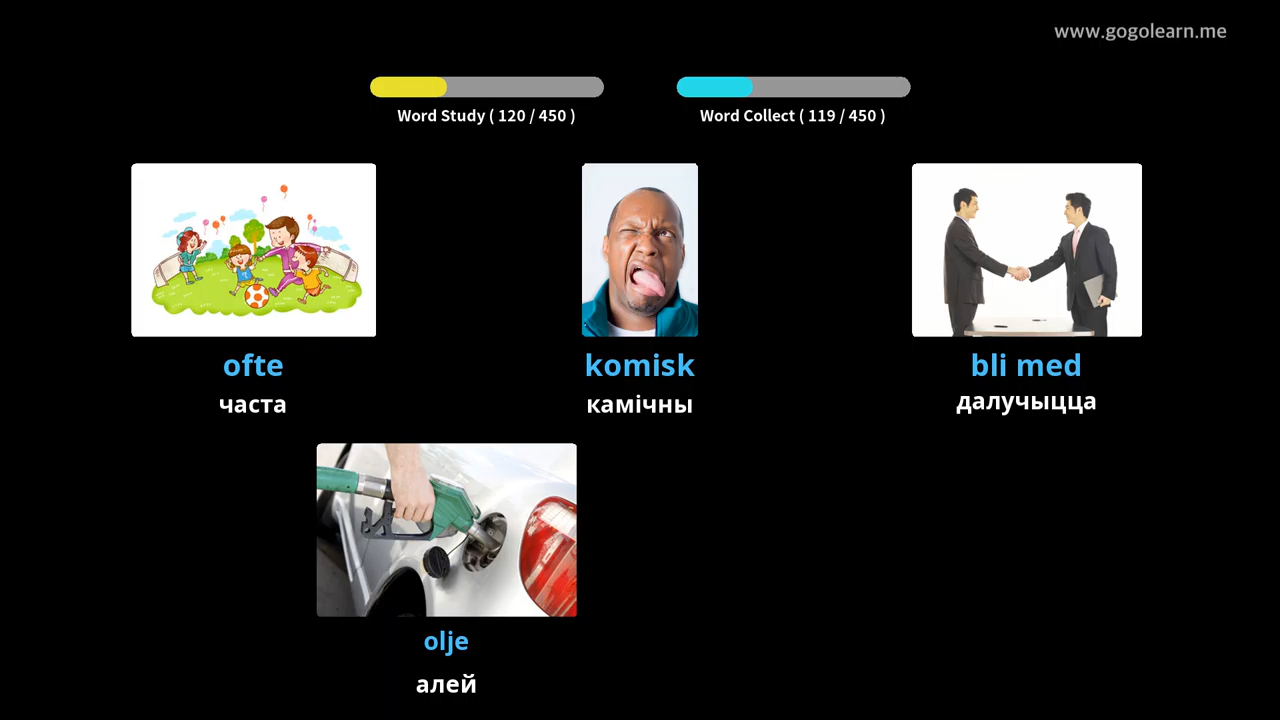 www.gogolearn.me
Word Study ( 120 / 450 )
Word Collect ( 119 / 450 )
ofte
часта
komisk
камічны
bli med
далучыцца
olje
алей